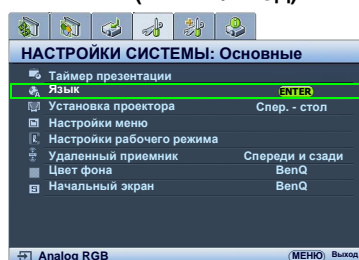 НАСТРОЙКИ СИСТЕМЫ: Основные
Таймер презентации
Язык ENTER
Установка проектора Спер. - стол
Настройки меню
Настройки рабочего режима
Удаленный приемник Спереди и сзади
Цвет фона BenQ
Начальный экран BenQ
Analog RGB МЕНЮ Выход